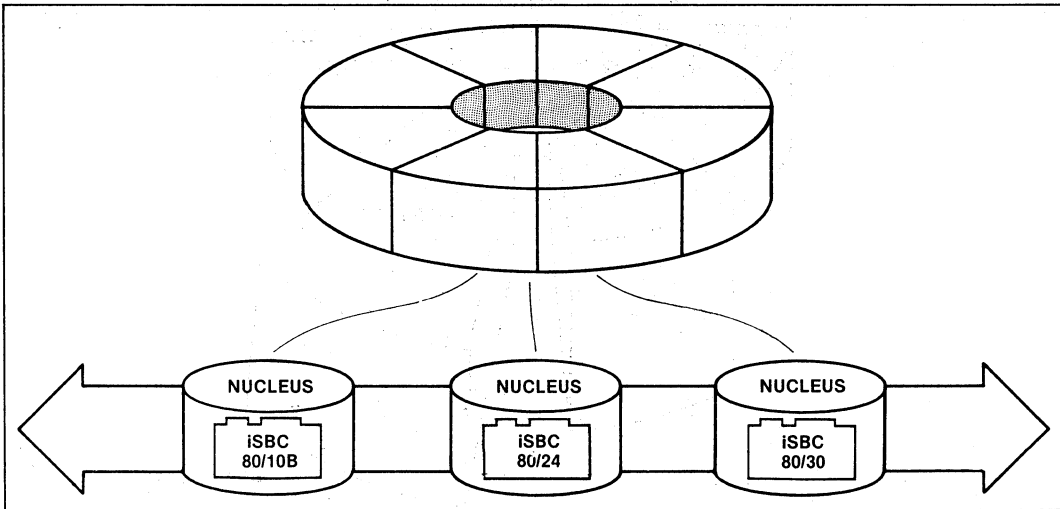 NUCLEUS
iSBC
80/10B
NUCLEUS
iSBC
80/24
NUCLEUS
iSBC
80/30